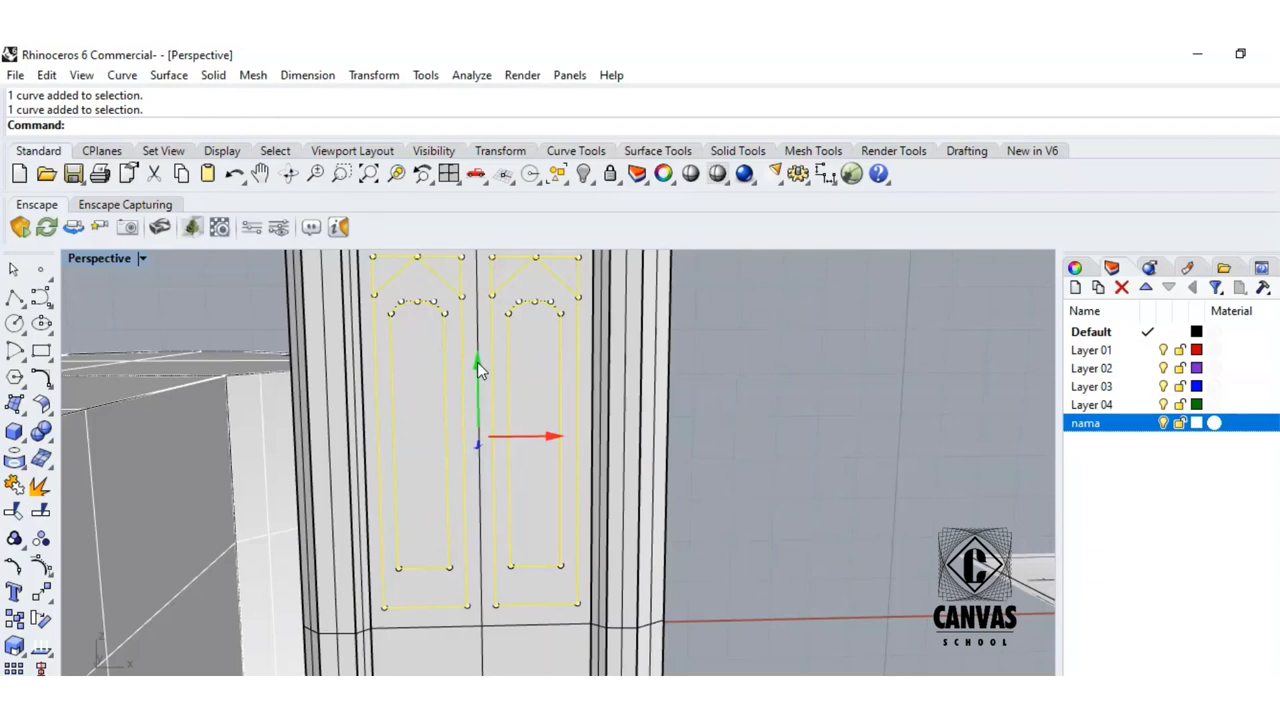 Rhinoceros 6 Commercial- - [Perspective]
File Edit View Curve Surface Solid Mesh Dimension Transform Tools Analyze Render Panels Help
1 curve added to selection.
1 curve added to selection.
Command:
Standard CPlanes Set View Display Select Viewport Layout Visibility Transform Curve Tools Surface Tools Solid Tools Mesh Tools Render Tools Drafting New in V6
Enscape Enscape Capturing
Perspective
Name Material
Default
Layer 01
Layer 02
Layer 03
Layer 04
nama
C
CANVAS
SCHOOL
z
y
x